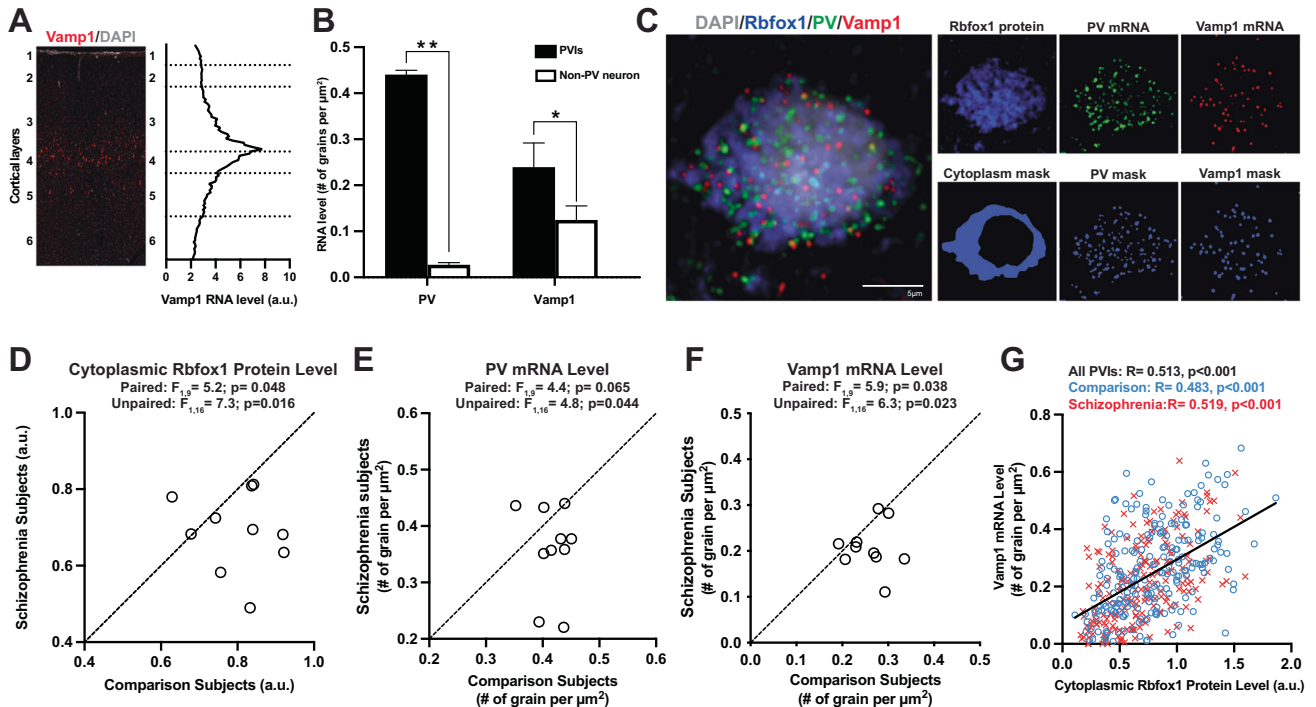 A
Vamp1/DAPI
Cortical layers
1
2
3
4
5
6
1
2
3
4
5
6
0 2 4 6 8 10
Vamp1 RNA level (a.u.)
B
RNA level (# of grains per µm²)
0.5
0.4
0.3
0.2
0.1
0.0
**
*
PVIs
Non-PV neuron
PV Vamp1
C
DAPI/Rbfox1/PV/Vamp1
5µm
Rbfox1 protein PV mRNA Vamp1 mRNA
Cytoplasm mask PV mask Vamp1 mask
D
Cytoplasmic Rbfox1 Protein Level
Paired: F1,9= 5.2; p= 0.048
Unpaired: F1,16= 7.3; p=0.016
Schizophrenia Subjects (a.u.)
1.0
0.8
0.6
0.4
0.4 0.6 0.8 1.0
Comparison Subjects (a.u.)
E
PV mRNA Level
Paired: F1,9= 4.4; p= 0.065
Unpaired: F1,16= 4.8; p=0.044
Schizophrenia subjects
(# of grain per µm²)
0.6
0.5
0.4
0.3
0.2
0.2 0.3 0.4 0.5 0.6
Comparison Subjects
(# of grain per µm²)
F
Vamp1 mRNA Level
Paired: F1,9= 5.9; p= 0.038
Unpaired: F1,16= 6.3; p=0.023
Schizophrenia Subjects
(# of grain per µm²)
0.5
0.4
0.3
0.2
0.1
0.0
0.0 0.1 0.2 0.3 0.4 0.5
Comparison Subjects
(# of grain per µm²)
G
All PVIs: R= 0.513, p<0.001
Comparison: R= 0.483, p<0.001
Schizophrenia:R= 0.519, p<0.001
Vamp1 mRNA Level
(# of grain per µm²)
0.8
0.6
0.4
0.2
0.0
0.0 0.5 1.0 1.5 2.0
Cytoplasmic Rbfox1 Protein Level (a.u.)